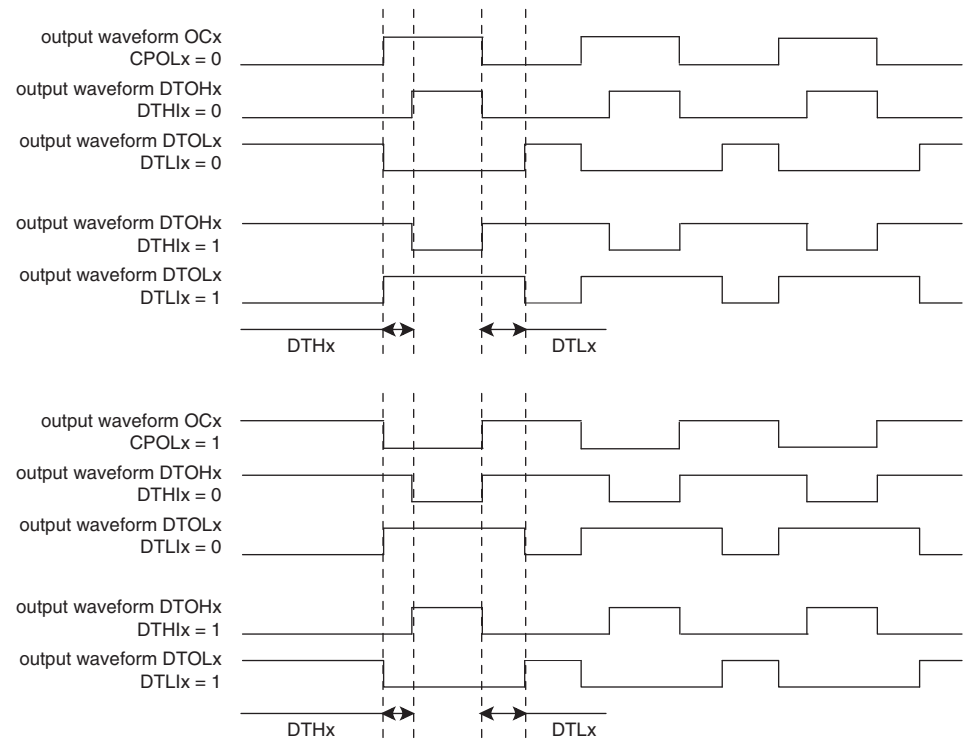 output waveform OCx
CPOLx = 0
output waveform DTOHx
DTHIx = 0
output waveform DTOLx
DTLIx = 0
output waveform DTOHx
DTHIx = 1
output waveform DTOLx
DTLIx = 1
DTHx
DTLx
output waveform OCx
CPOLx = 1
output waveform DTOHx
DTHIx = 0
output waveform DTOLx
DTLIx = 0
output waveform DTOHx
DTHIx = 1
output waveform DTOLx
DTLIx = 1
DTHx
DTLx